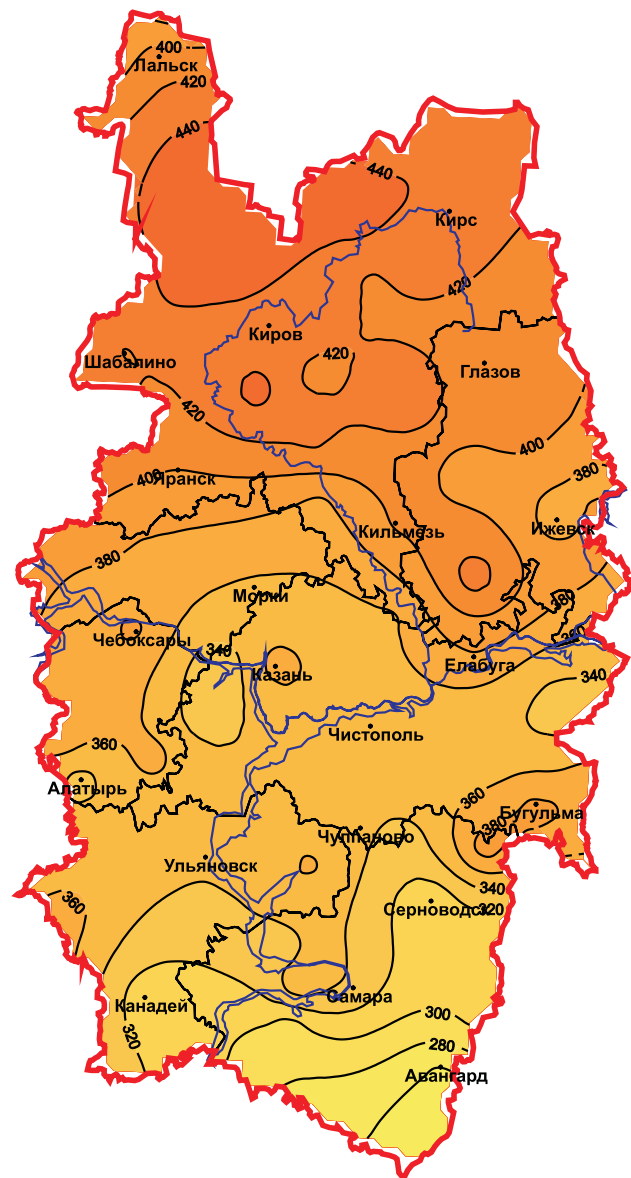 400
Лальск
420
440
440
Кирс
420
Киров
420
Шабалино
Глазов
420
400
400
Яранск
380
Кильмезь
Ижевск
380
380
Морки
360
Чебоксары
340
Елабуга
Казань
340
Чистополь
360
Алатырь
360
Бугульма
380
Чулпаново
Ульяновск
340
360
Серноводск
320
Самара
Канадей
300
320
280
Авангард